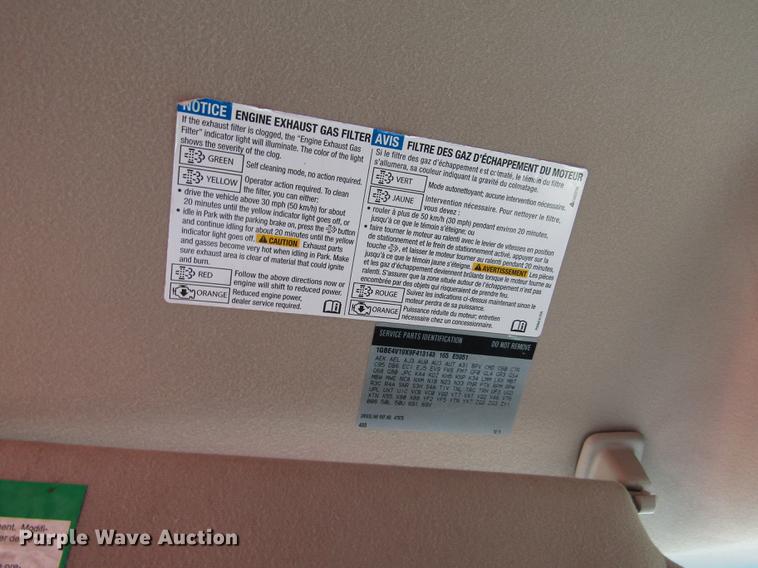 NOTICE ENGINE EXHAUST GAS FILTER
If the exhaust filter is clogged, the "Engine Exhaust Gas
Filter" indicator light will illuminate. The color of the light
shows the severity of the clog.
GREEN Self cleaning mode, no action required.
YELLOW Operator action required. To clean
the filter, you can either:
• drive the vehicle above 30 mph (50 km/h) for about
20 minutes until the yellow indicator light goes off, or
• idle in Park with the parking brake on, press the button
and continue idling for about 20 minutes until the yellow
indicator light goes off. CAUTION Exhaust parts
and gasses become very hot when idling in Park. Make
sure exhaust area is clear of material that could ignite
and burn.
RED Follow the above directions now or
engine will shift to reduced power.
ORANGE Reduced engine power,
dealer service required.
AVIS FILTRE DES GAZ D'ÉCHAPPEMENT DU MOTEUR
Si le filtre des gaz d'échappement est colmaté, le témoin du filtre
s'allumera, sa couleur indiquant la gravité du colmatage.
VERT Mode autonettoyant; aucune intervention nécessaire.
JAUNE Intervention nécessaire. Pour nettoyer le filtre,
vous devez :
• rouler à plus de 50 km/h (30 mph) pendant environ 20 minutes,
jusqu'à ce que le témoin s'éteigne; ou
• faire tourner le moteur au ralenti avec le levier de vitesses en position
de stationnement et le frein de stationnement activé, appuyer sur la
touche , et laisser le moteur tourner au ralenti pendant 20 minutes,
jusqu'à ce que le témoin jaune s'éteigne. AVERTISSEMENT Les pièces
et les gaz d'échappement deviennent brûlants lorsque le moteur tourne au
ralenti. S'assurer que la zone située autour de l'échappement n'est pas
encombrée par des objets qui risqueraient de prendre feu.
ROUGE Suivez les indications ci-dessus maintenant sinon le
moteur perdra de sa puissance.
ORANGE Puissance réduite du moteur; entretien
nécessaire chez un concessionnaire.
SERVICE PARTS IDENTIFICATION DO NOT REMOVE
1GBE4V19X9F413143 165 E5U51
ent. Modifi-
er de
Purple Wave Auction